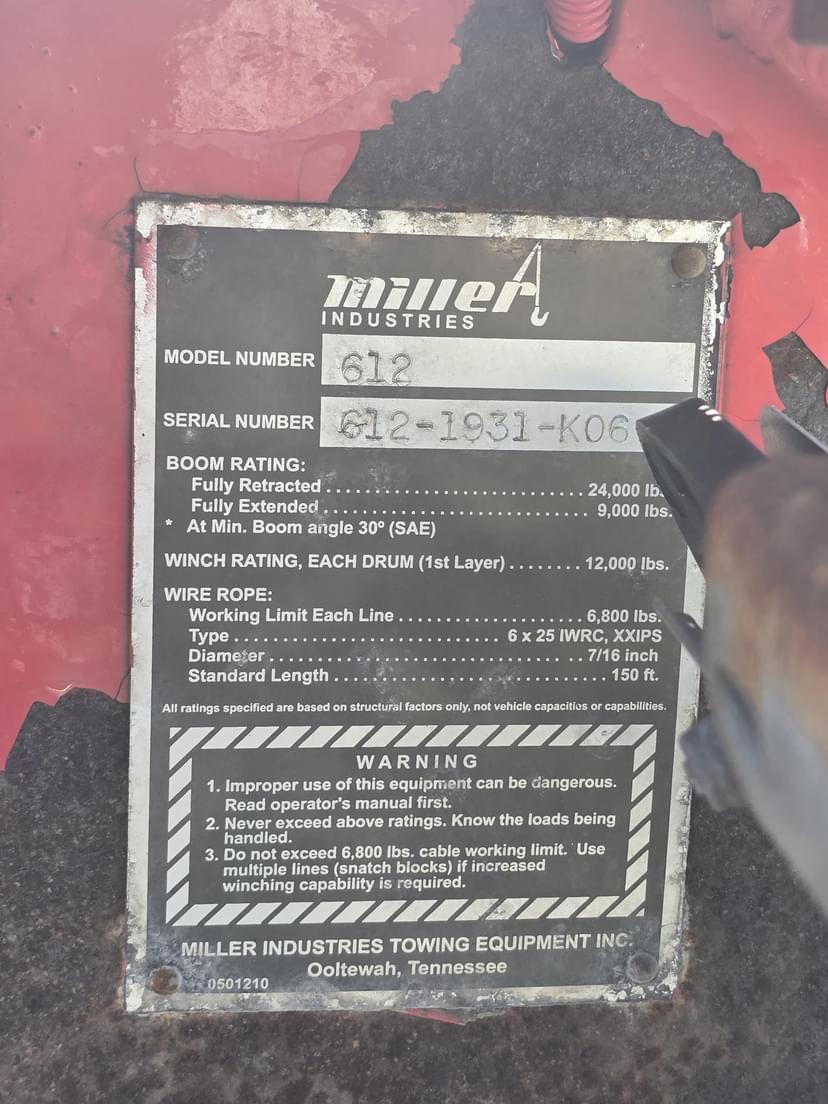 miller
INDUSTRIES
MODEL NUMBER 612
SERIAL NUMBER 612-1931-K06
BOOM RATING:
Fully Retracted ........................... 24,000 lbs.
Fully Extended ........................... 9,000 lbs.
* At Min. Boom angle 30º (SAE)
WINCH RATING, EACH DRUM (1st Layer) ........ 12,000 lbs.
WIRE ROPE:
Working Limit Each Line .................... 6,800 lbs.
Type ........................... 6 x 25 IWRC, XXIPS
Diameter ................................ 7/16 inch
Standard Length ............................ 150 ft.
All ratings specified are based on structural factors only, not vehicle capacities or capabilities.
WARNING
1. Improper use of this equipment can be dangerous.
Read operator's manual first.
2. Never exceed above ratings. Know the loads being
handled.
3. Do not exceed 6,800 lbs. cable working limit. Use
multiple lines (snatch blocks) if increased
winching capability is required.
MILLER INDUSTRIES TOWING EQUIPMENT INC.
Ooltewah, Tennessee
0501210